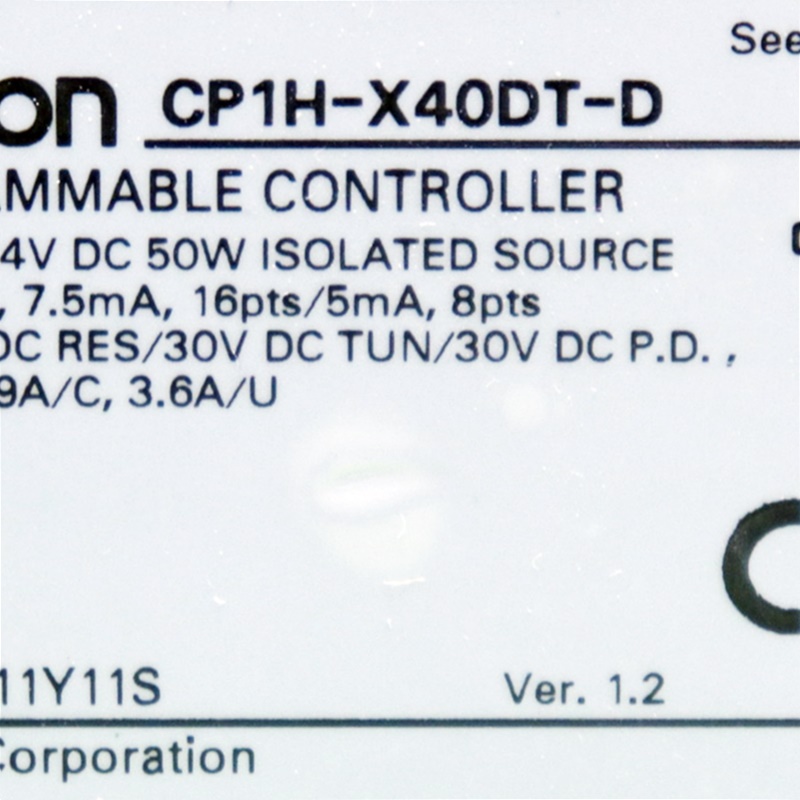 See
on CP1H-X40DT-D
MMABLE CONTROLLER
4V DC 50W ISOLATED SOURCE
, 7.5mA, 16pts/5mA, 8pts
DC RES/30V DC TUN/30V DC P.D. ,
9A/C, 3.6A/U
11Y11S Ver. 1.2
Corporation